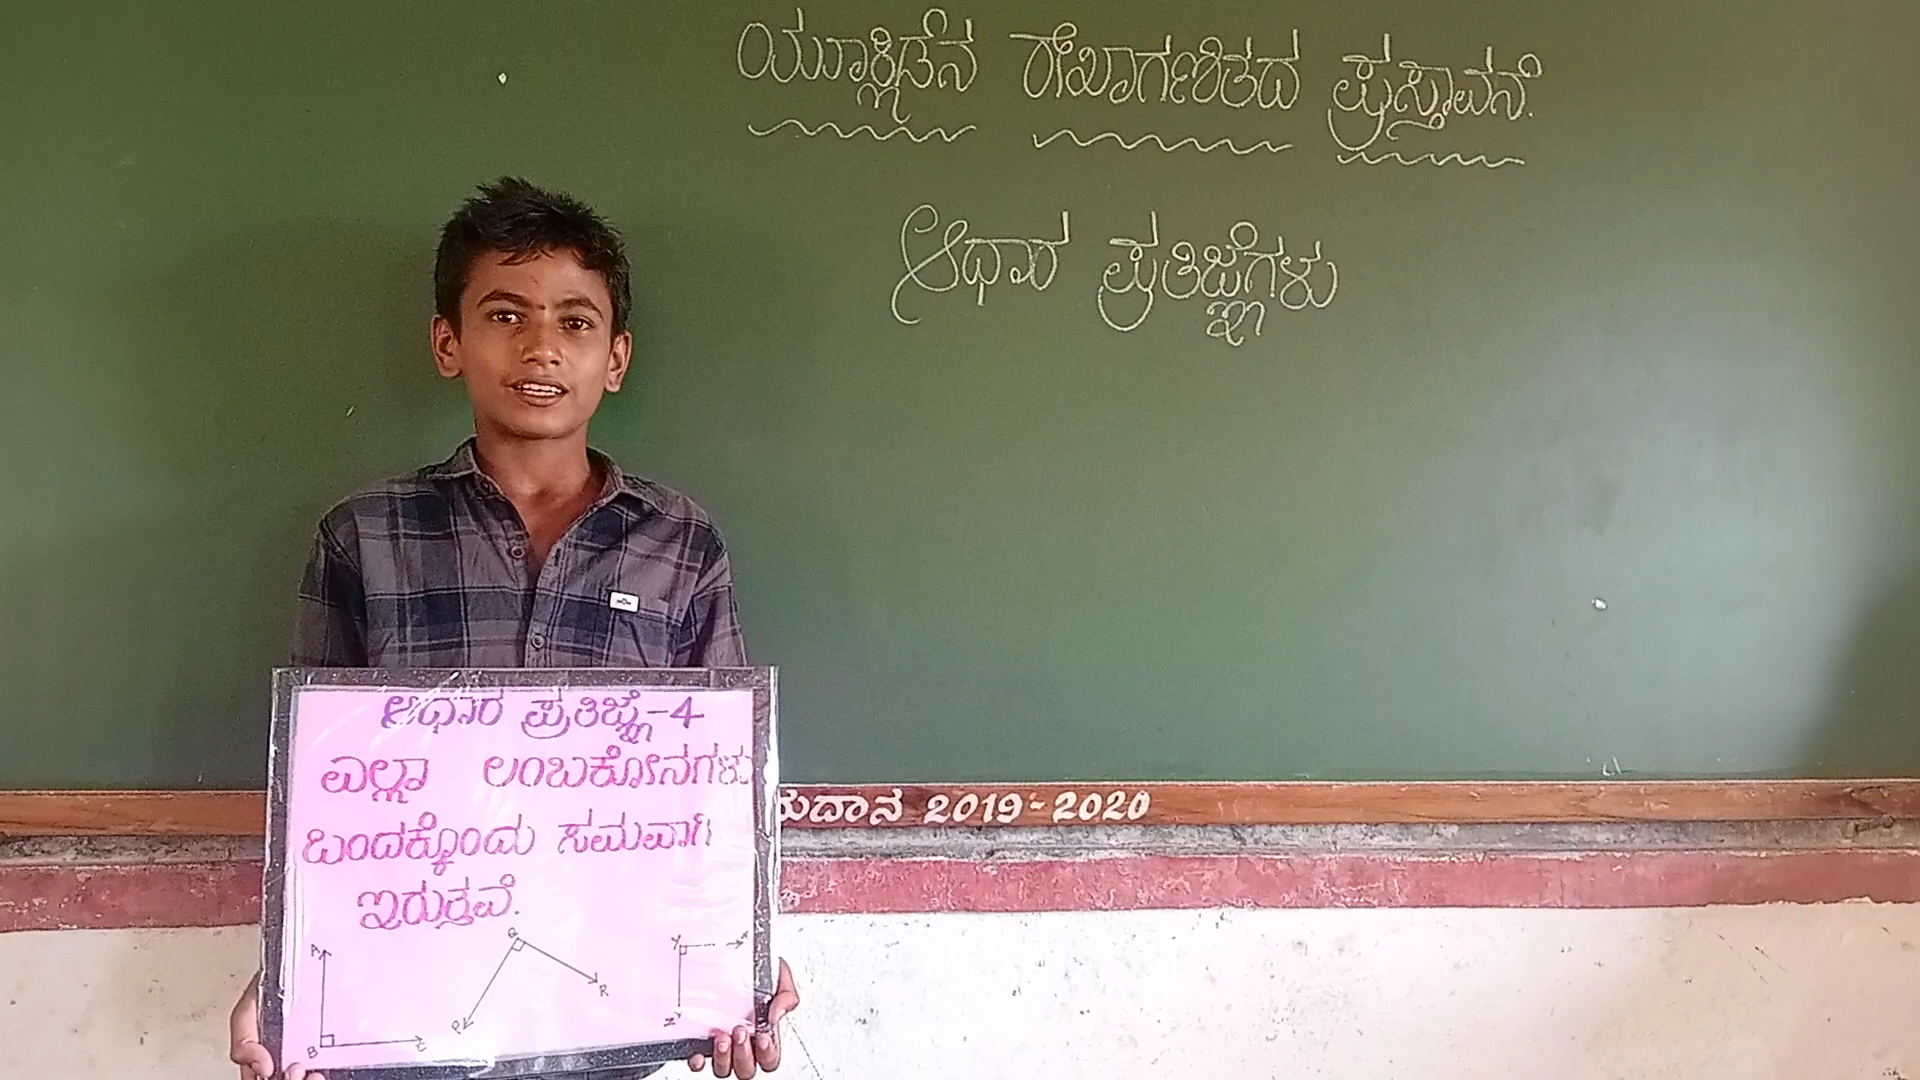 ಯೂಕ್ಲಿಡೆನ ರೇಖಾಗಣಿತದ ಪ್ರಸ್ತಾವನೆ.
ಆಧಾರ ಪ್ರತಿಜ್ಞೆಗಳು
ಆಧಾರ ಪ್ರತಿಜ್ಞೆ-4
ಎಲ್ಲಾ ಲಂಬಕೋನಗಳು
ಒಂದಕ್ಕೊಂದು ಸಮವಾಗಿ
ಇರುತ್ತವೆ.
A B C
P Q R
X Y Z
2019-2020